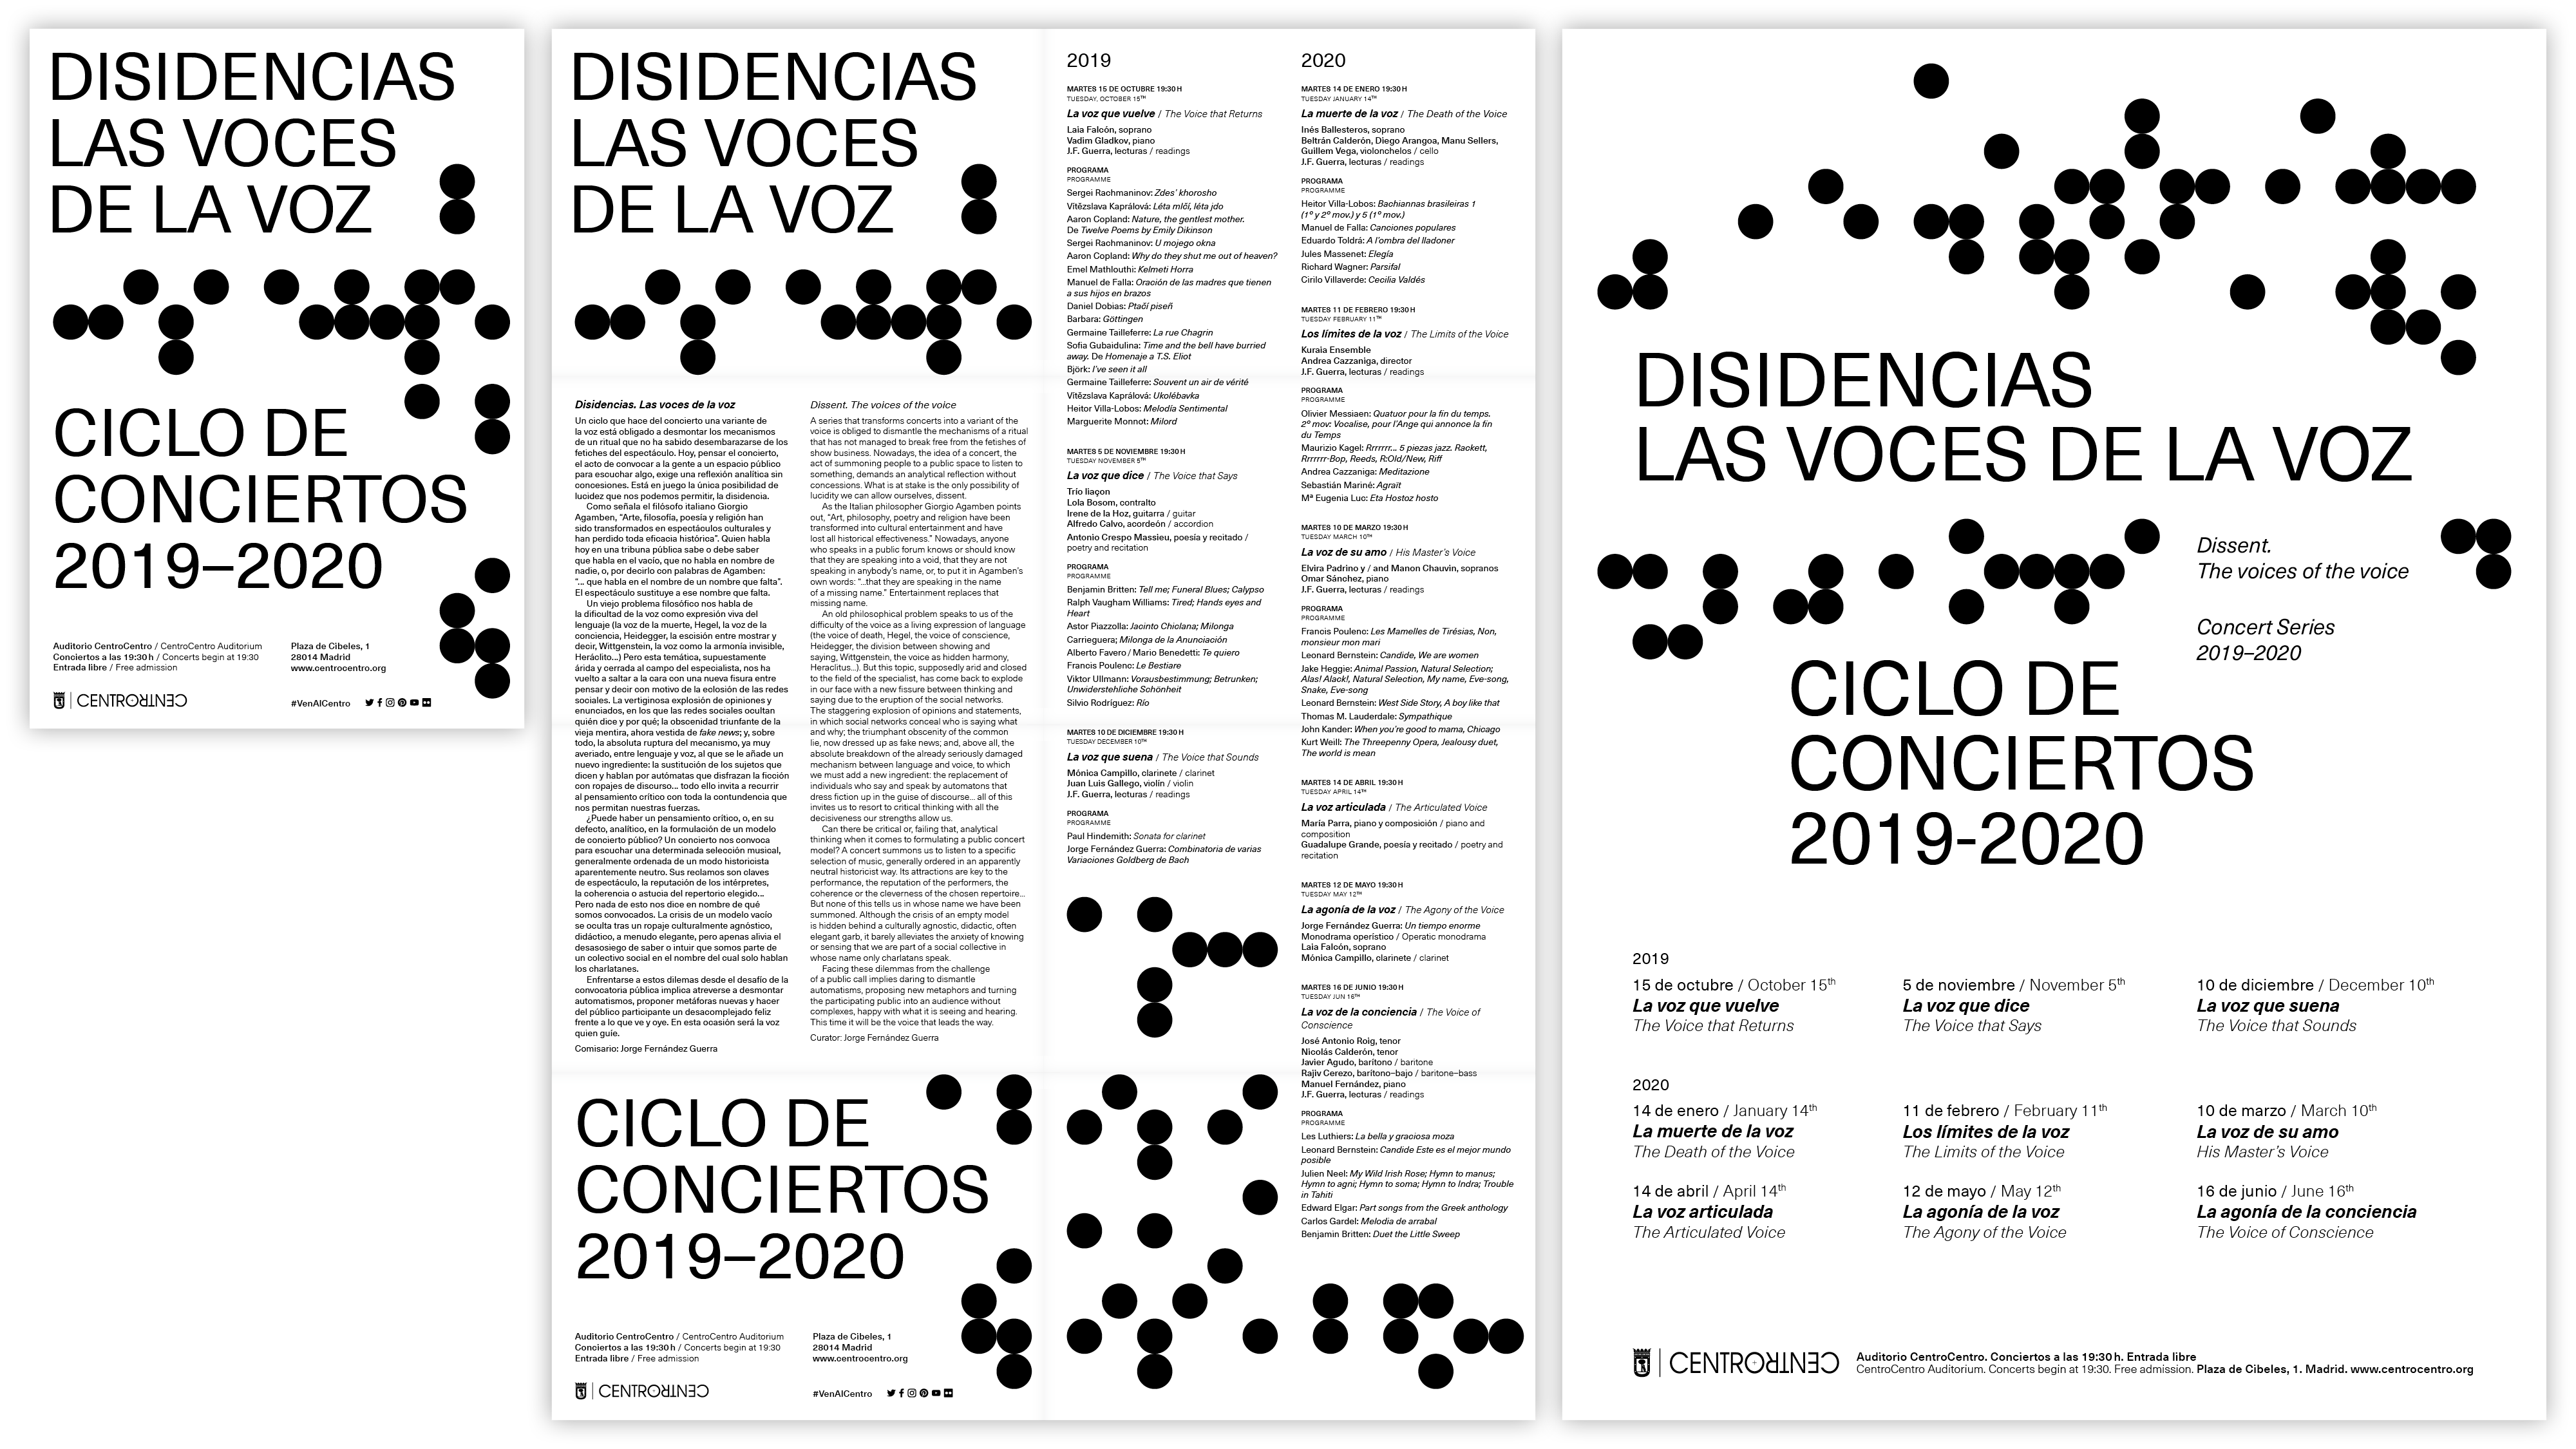 DISIDENCIAS
LAS VOCES
DE LA VOZ
CICLO DE
CONCIERTOS
2019–2020
Auditorio CentroCentro / CentroCentro Auditorium
Conciertos a las 19:30 h / Concerts begin at 19:30
Entrada libre / Free admission
Plaza de Cibeles, 1
28014 Madrid
www.centrocentro.org
CENTROCENTRO
#VenAlCentro
DISIDENCIAS
LAS VOCES
DE LA VOZ
Disidencias. Las voces de la voz
Un ciclo que hace del concierto una variante de
la voz está obligado a desmontar los mecanismos
de un ritual que no ha sabido desembarazarse de los
fetiches del espectáculo. Hoy, pensar el concierto,
el acto de convocar a la gente a un espacio público
para escuchar algo, exige una reflexión analítica sin
concesiones. Está en juego la única posibilidad de
lucidez que nos podemos permitir, la disidencia.
Como señala el filósofo italiano Giorgio
Agamben, “Arte, filosofía, poesía y religión han
sido transformados en espectáculos culturales y
han perdido toda eficacia histórica”. Quien habla
hoy en una tribuna pública sabe o debe saber
que habla en el vacío, que no habla en nombre de
nadie, o, por decirlo con palabras de Agamben:
“... que habla en el nombre de un nombre que falta”.
El espectáculo sustituye a ese nombre que falta.
Un viejo problema filosófico nos habla de
la dificultad de la voz como expresión viva del
lenguaje (la voz de la muerte, Hegel, la voz de la
conciencia, Heidegger, la escisión entre mostrar y
decir, Wittgenstein, la voz como la armonía invisible,
Heráclito...) Pero esta temática, supuestamente
árida y cerrada al campo del especialista, nos ha
vuelto a saltar a la cara con una nueva fisura entre
pensar y decir con motivo de la eclosión de las redes
sociales. La vertiginosa explosión de opiniones y
enunciados, en los que las redes sociales ocultan
quién dice y por qué; la obscenidad triunfante de la
vieja mentira, ahora vestida de fake news; y, sobre
todo, la absoluta ruptura del mecanismo, ya muy
averiado, entre lenguaje y voz, al que se le añade un
nuevo ingrediente: la sustitución de los sujetos que
dicen y hablan por autómatas que disfrazan la ficción
con ropajes de discurso... todo ello invita a recurrir
al pensamiento crítico con toda la contundencia que
nos permitan nuestras fuerzas.
¿Puede haber un pensamiento crítico, o, en su
defecto, analítico, en la formulación de un modelo
de concierto público? Un concierto nos convoca
para escuchar una determinada selección musical,
generalmente ordenada de un modo historicista
aparentemente neutro. Sus reclamos son claves
de espectáculo, la reputación de los intérpretes,
la coherencia o astucia del repertorio elegido...
Pero nada de esto nos dice en nombre de qué
somos convocados. La crisis de un modelo vacío
se oculta tras un ropaje culturalmente agnóstico,
didáctico, a menudo elegante, pero apenas alivia el
desasosiego de saber o intuir que somos parte de
un colectivo social en el nombre del cual solo hablan
los charlatanes.
Enfrentarse a estos dilemas desde el desafío de la
convocatoria pública implica atreverse a desmontar
automatismos, proponer metáforas nuevas y hacer
del público participante un desacomplejado feliz
frente a lo que ve y oye. En esta ocasión será la voz
quien guíe.
Comisario: Jorge Fernández Guerra
Dissent. The voices of the voice
A series that transforms concerts into a variant of the
voice is obliged to dismantle the mechanisms of a ritual
that has not managed to break free from the fetishes of
show business. Nowadays, the idea of a concert, the
act of summoning people to a public space to listen to
something, demands an analytical reflection without
concessions. What is at stake is the only possibility of
lucidity we can allow ourselves, dissent.
As the Italian philosopher Giorgio Agamben points
out, “Art, philosophy, poetry and religion have been
transformed into cultural entertainment and have
lost all historical effectiveness.” Nowadays, anyone
who speaks in a public forum knows or should know
that they are speaking into a void, that they are not
speaking in anybody’s name, or, to put it in Agamben’s
own words: “...that they are speaking in the name
of a missing name.” Entertainment replaces that
missing name.
An old philosophical problem speaks to us of the
difficulty of the voice as a living expression of language
(the voice of death, Hegel, the voice of conscience,
Heidegger, the division between showing and
saying, Wittgenstein, the voice as hidden harmony,
Heraclitus...). But this topic, supposedly arid and closed
to the field of the specialist, has come back to explode
in our face with a new fissure between thinking and
saying due to the eruption of the social networks.
The staggering explosion of opinions and statements,
in which social networks conceal who is saying what
and why; the triumphant obscenity of the common
lie, now dressed up as fake news; and, above all, the
absolute breakdown of the already seriously damaged
mechanism between language and voice, to which
we must add a new ingredient: the replacement of
individuals who say and speak by automatons that
dress fiction up in the guise of discourse... all of this
invites us to resort to critical thinking with all the
decisiveness our strengths allow us.
Can there be critical or, failing that, analytical
thinking when it comes to formulating a public concert
model? A concert summons us to listen to a specific
selection of music, generally ordered in an apparently
neutral historicist way. Its attractions are key to the
performance, the reputation of the performers, the
coherence or the cleverness of the chosen repertoire...
But none of this tells us in whose name we have been
summoned. Although the crisis of an empty model
is hidden behind a culturally agnostic, didactic, often
elegant garb, it barely alleviates the anxiety of knowing
or sensing that we are part of a social collective in
whose name only charlatans speak.
Facing these dilemmas from the challenge
of a public call implies daring to dismantle
automatisms, proposing new metaphors and turning
the participating public into an audience without
complexes, happy with what it is seeing and hearing.
This time it will be the voice that leads the way.
Curator: Jorge Fernández Guerra
CICLO DE
CONCIERTOS
2019–2020
Auditorio CentroCentro / CentroCentro Auditorium
Conciertos a las 19:30 h / Concerts begin at 19:30
Entrada libre / Free admission
Plaza de Cibeles, 1
28014 Madrid
www.centrocentro.org
CENTROCENTRO
#VenAlCentro
2019
MARTES 15 DE OCTUBRE 19:30 H
TUESDAY, OCTOBER 15TH
La voz que vuelve / The Voice that Returns
Laia Falcón, soprano
Vadim Gladkov, piano
J.F. Guerra, lecturas / readings
PROGRAMA
PROGRAMME
Sergei Rachmaninov: Zdes’ khorosho
Vítězslava Kaprálová: Léta mlčí, léta jdo
Aaron Copland: Nature, the gentlest mother.
De Twelve Poems by Emily Dikinson
Sergei Rachmaninov: U mojego okna
Aaron Copland: Why do they shut me out of heaven?
Emel Mathlouthi: Kelmeti Horra
Manuel de Falla: Oración de las madres que tienen
a sus hijos en brazos
Daniel Dobias: Ptačí piseň
Barbara: Göttingen
Germaine Tailleferre: La rue Chagrin
Sofia Gubaidulina: Time and the bell have burried
away. De Homenaje a T.S. Eliot
Björk: I’ve seen it all
Germaine Tailleferre: Souvent un air de vérité
Vítězslava Kaprálová: Ukolébavka
Heitor Villa-Lobos: Melodía Sentimental
Marguerite Monnot: Milord
MARTES 5 DE NOVIEMBRE 19:30 H
TUESDAY NOVEMBER 5TH
La voz que dice / The Voice that Says
Trío liaçon
Lola Bosom, contralto
Irene de la Hoz, guitarra / guitar
Alfredo Calvo, acordeón / accordion
Antonio Crespo Massieu, poesía y recitado /
poetry and recitation
PROGRAMA
PROGRAMME
Benjamin Britten: Tell me; Funeral Blues; Calypso
Ralph Vaugham Williams: Tired; Hands eyes and
Heart
Astor Piazzolla: Jacinto Chiclana; Milonga
Carrieguera; Milonga de la Anunciación
Alberto Favero / Mario Benedetti: Te quiero
Francis Poulenc: Le Bestiare
Viktor Ullmann: Vorausbestimmung; Betrunken;
Unwiderstehliche Schönheit
Silvio Rodríguez: Río
MARTES 10 DE DICIEMBRE 19:30 H
TUESDAY DECEMBER 10TH
La voz que suena / The Voice that Sounds
Mónica Campillo, clarinete / clarinet
Juan Luis Gallego, violín / violin
J.F. Guerra, lecturas / readings
PROGRAMA
PROGRAMME
Paul Hindemith: Sonata for clarinet
Jorge Fernández Guerra: Combinatoria de varias
Variaciones Goldberg de Bach
2020
MARTES 14 DE ENERO 19:30 H
TUESDAY JANUARY 14TH
La muerte de la voz / The Death of the Voice
Inés Ballesteros, soprano
Beltrán Calderón, Diego Arangoa, Manu Sellers,
Guillem Vega, violonchelos / cello
J.F. Guerra, lecturas / readings
PROGRAMA
PROGRAMME
Heitor Villa-Lobos: Bachiannas brasileiras 1
(1º y 2º mov.) y 5 (1º mov.)
Manuel de Falla: Canciones populares
Eduardo Toldrá: A l’ombra del lladoner
Jules Massenet: Elegía
Richard Wagner: Parsifal
Cirilo Villaverde: Cecilia Valdés
MARTES 11 DE FEBRERO 19:30 H
TUESDAY FEBRUARY 11TH
Los límites de la voz / The Limits of the Voice
Kuraia Ensemble
Andrea Cazzaniga, director
J.F. Guerra, lecturas / readings
PROGRAMA
PROGRAMME
Olivier Messiaen: Quatuor pour la fin du temps.
2º mov: Vocalise, pour l’Ange qui annonce la fin
du Temps
Maurizio Kagel: Rrrrrrr... 5 piezas jazz. Rackett,
Rrrrrrr-Bop, Reeds, R:Old/New, Riff
Andrea Cazzaniga: Meditazione
Sebastián Mariné: Agrait
Mª Eugenia Luc: Eta Hostoz hosto
MARTES 10 DE MARZO 19:30 H
TUESDAY MARCH 10TH
La voz de su amo / His Master’s Voice
Elvira Padrino y / and Manon Chauvin, sopranos
Omar Sánchez, piano
J.F. Guerra, lecturas / readings
PROGRAMA
PROGRAMME
Francis Poulenc: Les Mamelles de Tirésias, Non,
monsieur mon mari
Leonard Bernstein: Candide, We are women
Jake Heggie: Animal Passion, Natural Selection;
Alas! Alack!, Natural Selection, My name, Eve-song,
Snake, Eve-song
Leonard Bernstein: West Side Story, A boy like that
Thomas M. Lauderdale: Sympathique
John Kander: When you’re good to mama, Chicago
Kurt Weill: The Threepenny Opera, Jealousy duet,
The world is mean
MARTES 14 DE ABRIL 19:30 H
TUESDAY APRIL 14TH
La voz articulada / The Articulated Voice
María Parra, piano y composición / piano and
composition
Guadalupe Grande, poesía y recitado / poetry and
recitation
MARTES 12 DE MAYO 19:30 H
TUESDAY MAY 12TH
La agonía de la voz / The Agony of the Voice
Jorge Fernández Guerra: Un tiempo enorme
Monodrama operístico / Operatic monodrama
Laia Falcón, soprano
Mónica Campillo, clarinete / clarinet
MARTES 16 DE JUNIO 19:30 H
TUESDAY JUN 16TH
La voz de la conciencia / The Voice of
Conscience
José Antonio Roig, tenor
Nicolás Calderón, tenor
Javier Agudo, barítono / baritone
Rajiv Cerezo, barítono–bajo / baritone–bass
Manuel Fernández, piano
J.F. Guerra, lecturas / readings
PROGRAMA
PROGRAMME
Les Luthiers: La bella y graciosa moza
Leonard Bernstein: Candide Este es el mejor mundo
posible
Julien Neel: My Wild Irish Rose; Hymn to manus;
Hymn to agni; Hymn to soma; Hymn to Indra; Trouble
in Tahiti
Edward Elgar: Part songs from the Greek anthology
Carlos Gardel: Melodia de arrabal
Benjamin Britten: Duet the Little Sweep
DISIDENCIAS
LAS VOCES DE LA VOZ
Dissent.
The voices of the voice
Concert Series
2019–2020
CICLO DE
CONCIERTOS
2019-2020
2019
15 de octubre / October 15th
La voz que vuelve
The Voice that Returns
5 de noviembre / November 5th
La voz que dice
The Voice that Says
10 de diciembre / December 10th
La voz que suena
The Voice that Sounds
2020
14 de enero / January 14th
La muerte de la voz
The Death of the Voice
11 de febrero / February 11th
Los límites de la voz
The Limits of the Voice
10 de marzo / March 10th
La voz de su amo
His Master’s Voice
14 de abril / April 14th
La voz articulada
The Articulated Voice
12 de mayo / May 12th
La agonía de la voz
The Agony of the Voice
16 de junio / June 16th
La agonía de la conciencia
The Voice of Conscience
CENTROCENTRO
Auditorio CentroCentro. Conciertos a las 19:30 h. Entrada libre
CentroCentro Auditorium. Concerts begin at 19:30. Free admission. Plaza de Cibeles, 1. Madrid. www.centrocentro.org